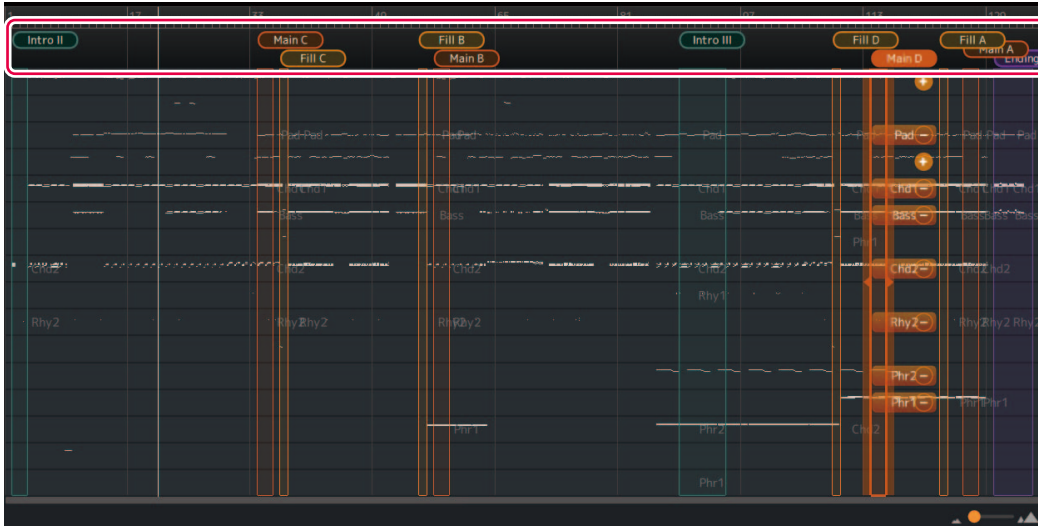 1 17 33 49 65 81 97 113 129
Intro II Main C Fill B Intro III Fill D Fill A
Fill C Main B Main D Main A Ending
Pad Pad Pad Pad Pad Pad Pad Pad Pad
Chd1 Chd1 Chd1 Chd1 Chd1 Chd1 Chd1
Bass Bass Bass Bass Bass Bass Bass
Phr1
Chd2 Chd2 Chd2 Chd2 Chd2 Chd2 Chd2
Rhy1
Rhy2 Rhy2 Rhy2 Rhy2 Rhy2 Rhy2 Rhy2 Rhy2 Rhy2
Phr2
Phr1 Phr1 Phr1
Phr1 Phr2 Chd2
Phr1